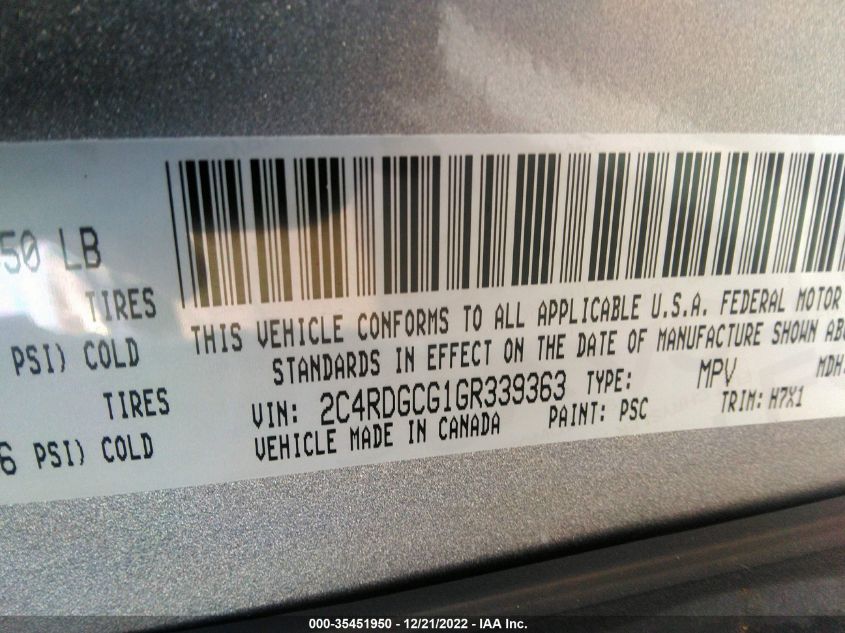 50 LB
TIRES
PSI) COLD
TIRES
6 PSI) COLD
THIS VEHICLE CONFORMS TO ALL APPLICABLE U.S.A. FEDERAL MOTOR
STANDARDS IN EFFECT ON THE DATE OF MANUFACTURE SHOWN ABO
VIN: 2C4RDGCG1GR339363 TYPE: MPV MDH:
VEHICLE MADE IN CANADA PAINT: PSC TRIM: H7X1
000-35451950 | 12/21/2022 - IAA Inc.